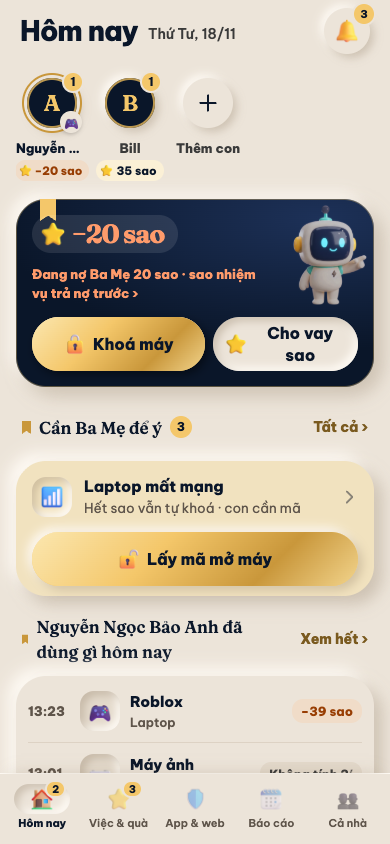 Hôm nay Thứ Tư, 18/11
3
1
1
A
B
Nguyễn ...
Bill
Thêm con
−20 sao
35 sao
−20 sao
Đang nợ Ba Mẹ 20 sao · sao nhiệm
vụ trả nợ trước ›
Khoá máy
Cho vay
sao
Cần Ba Mẹ để ý 3
Tất cả ›
Laptop mất mạng
Hết sao vẫn tự khoá · con cần mã
Lấy mã mở máy
Nguyễn Ngọc Bảo Anh đã
dùng gì hôm nay
Xem hết ›
13:23
Roblox
Laptop
−39 sao
Máy ảnh
2
3
Hôm nay
Việc & quà
App & web
Báo cáo
Cả nhà